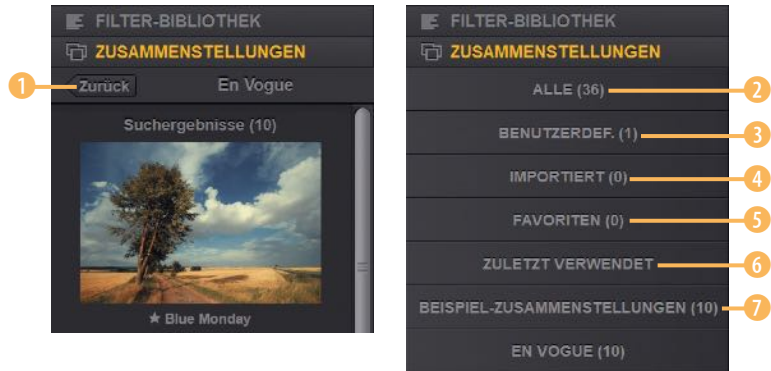 FILTER-BIBLIOTHEK
ZUSAMMENSTELLUNGEN
1 Zurück En Vogue
Suchergebnisse (10)
★ Blue Monday
FILTER-BIBLIOTHEK
ZUSAMMENSTELLUNGEN
ALLE (36) 2
BENUTZERDEF. (1) 3
IMPORTIERT (0) 4
FAVORITEN (0) 5
ZULETZT VERWENDET 6
BEISPIEL-ZUSAMMENSTELLUNGEN (10) 7
EN VOGUE (10)